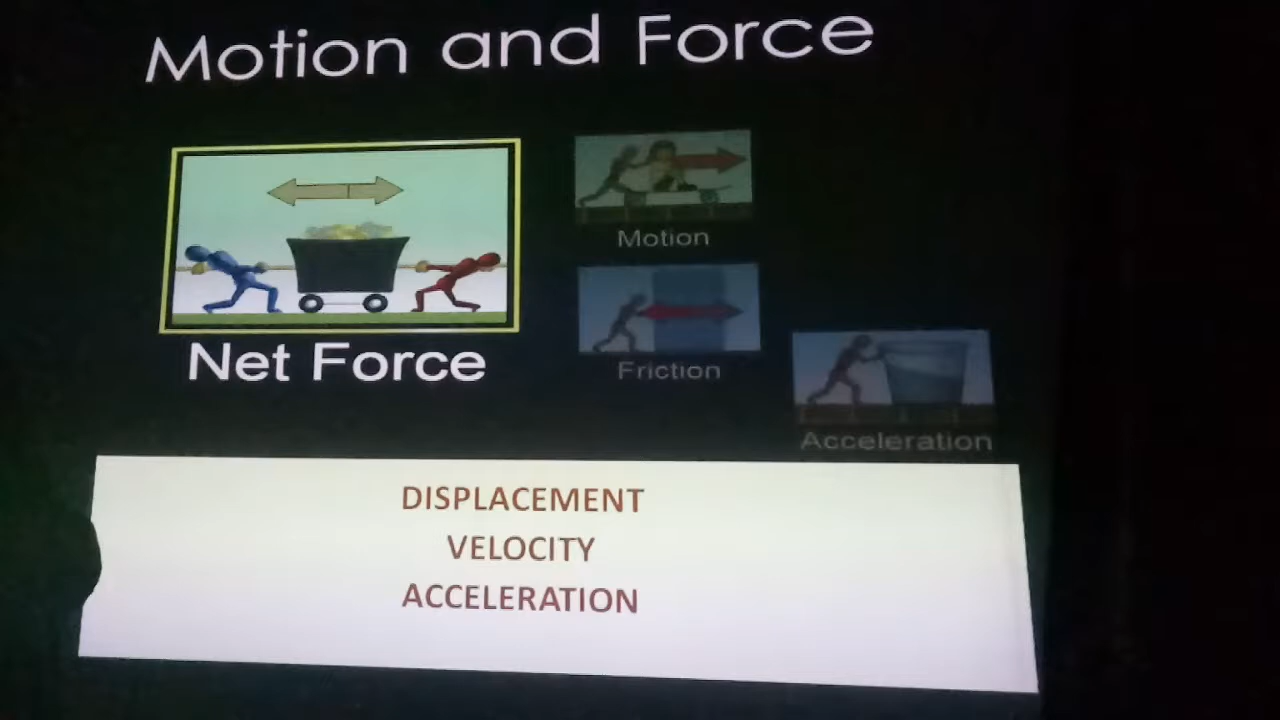 Motion and Force
Net Force
Motion
Friction
Acceleration
DISPLACEMENT
VELOCITY
ACCELERATION